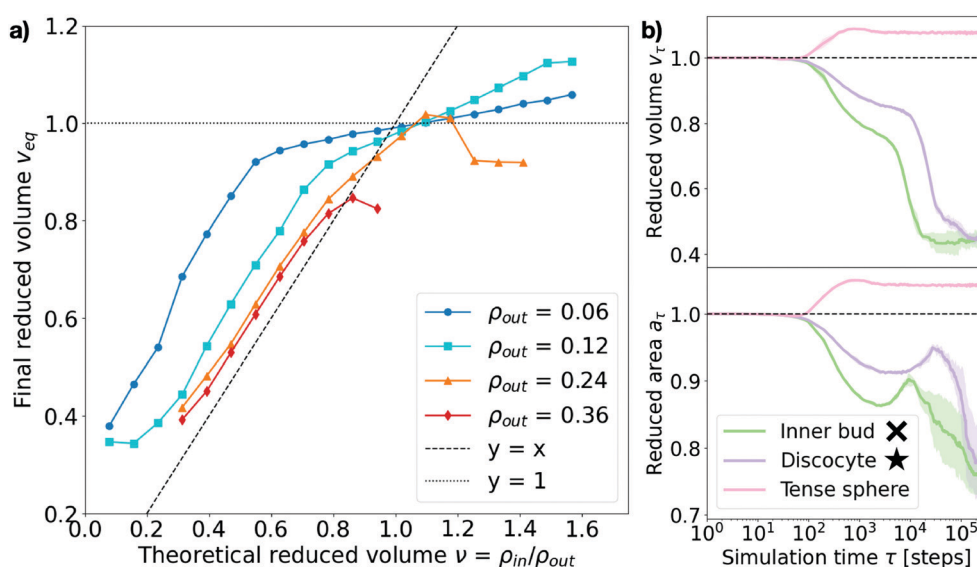 a)
Final reduced volume v_eq
1.2
1.0
0.8
0.6
0.4
0.2
0.0 0.2 0.4 0.6 0.8 1.0 1.2 1.4 1.6
Theoretical reduced volume ν = ρ_in/ρ_out
ρ_out = 0.06
ρ_out = 0.12
ρ_out = 0.24
ρ_out = 0.36
y = x
y = 1
b)
Reduced volume v_τ
1.0
0.8
0.6
0.4
Reduced area a_τ
1.0
0.9
0.8
0.7
Inner bud
Discocyte
Tense sphere
10^0 10^1 10^2 10^3 10^4 10^5
Simulation time τ [steps]